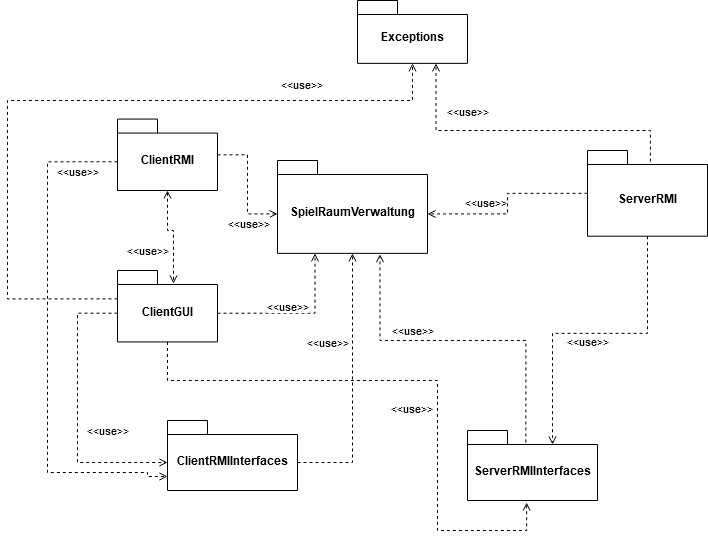 Exceptions
<<use>>
<<use>>
ClientRMI
<<use>>
ServerRMI
<<use>>
SpielRaumVerwaltung
<<use>>
<<use>>
ClientGUI
<<use>>
<<use>>
<<use>>
<<use>>
<<use>>
<<use>>
ClientRMIInterfaces
ServerRMIInterfaces